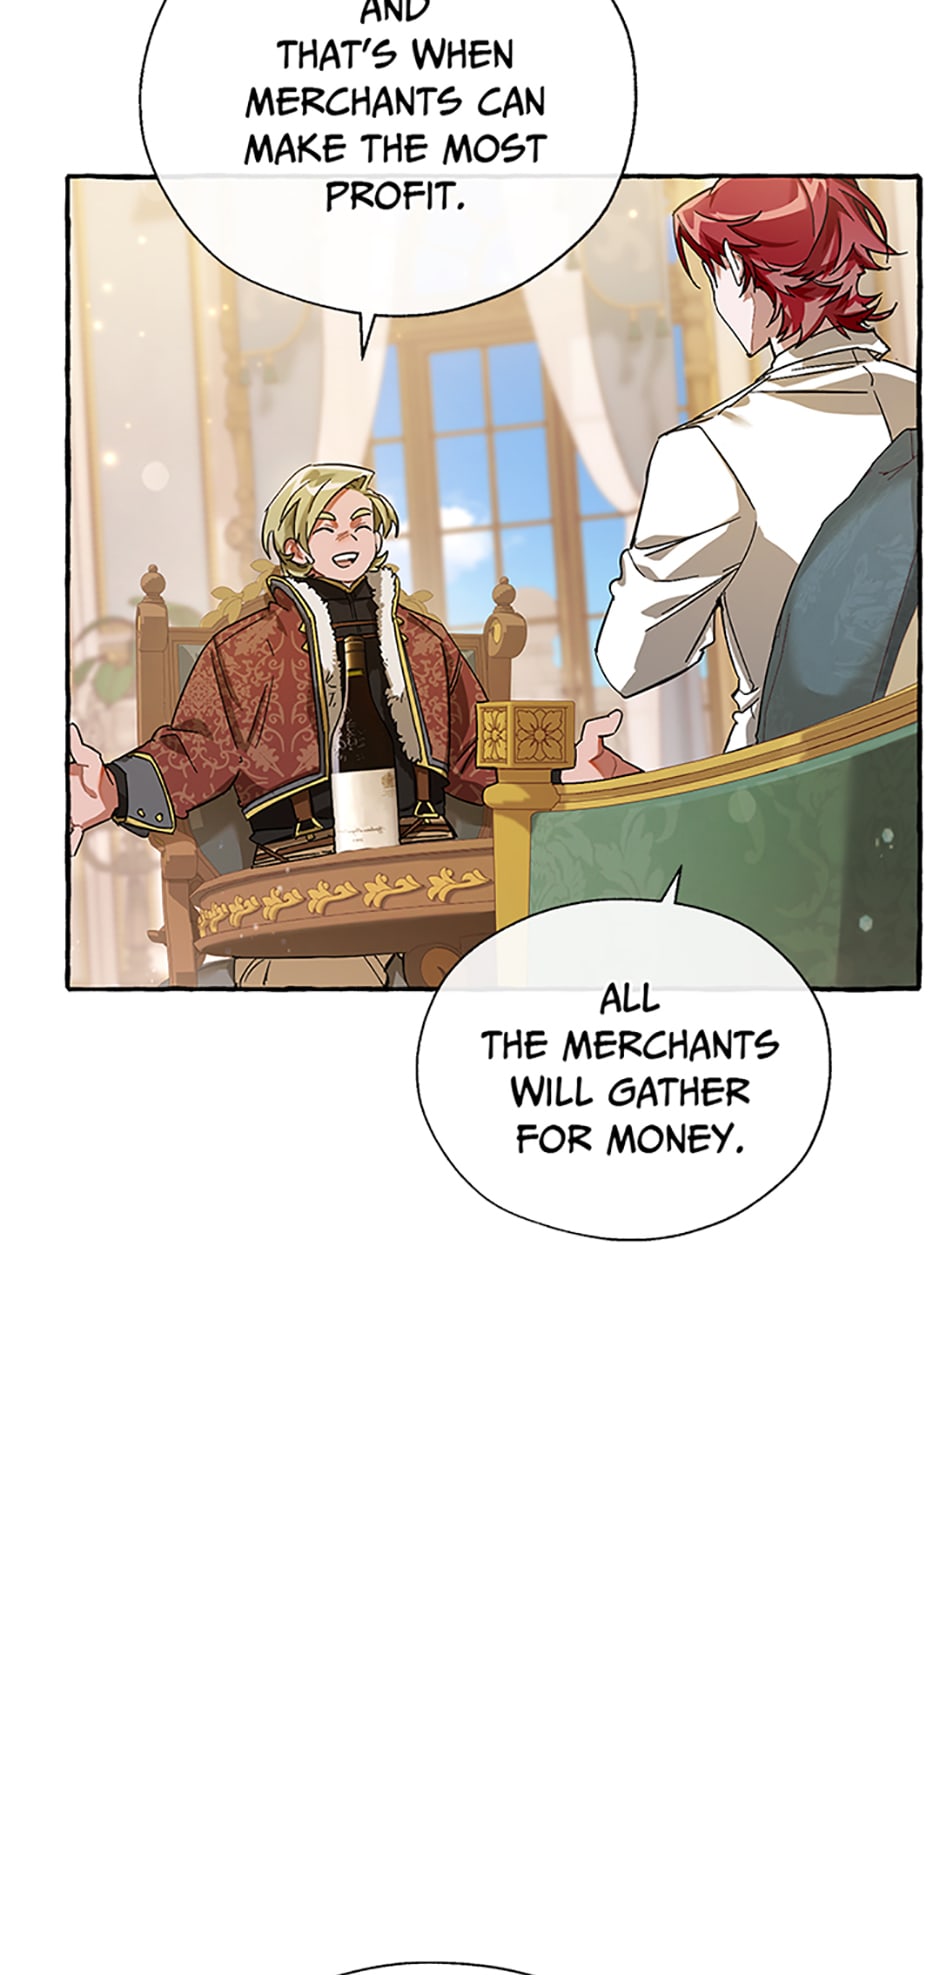 AND
THAT'S WHEN
MERCHANTS CAN
MAKE THE MOST
PROFIT.
ALL
THE MERCHANTS
WILL GATHER
FOR MONEY.